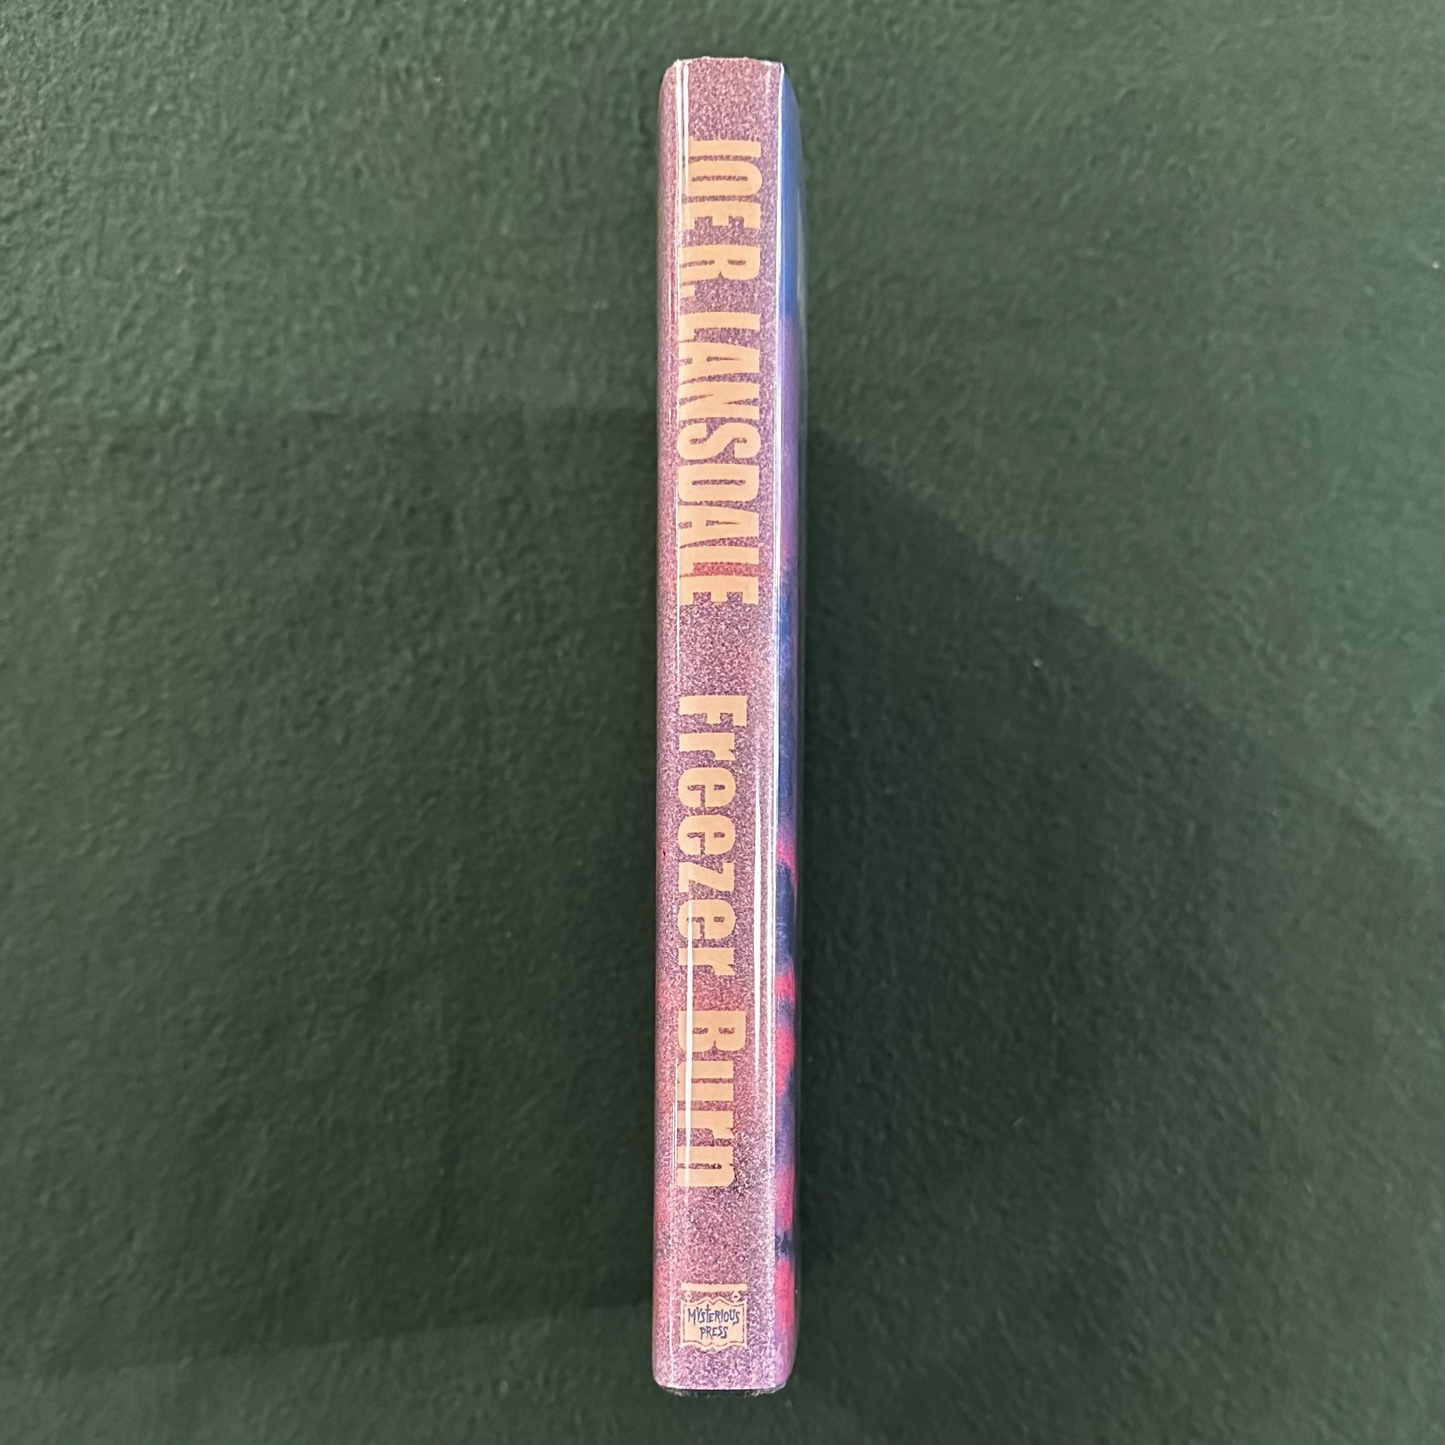 JOE R. LANSDALE
Freezer Burn
MYSTERIOUS
PRESS